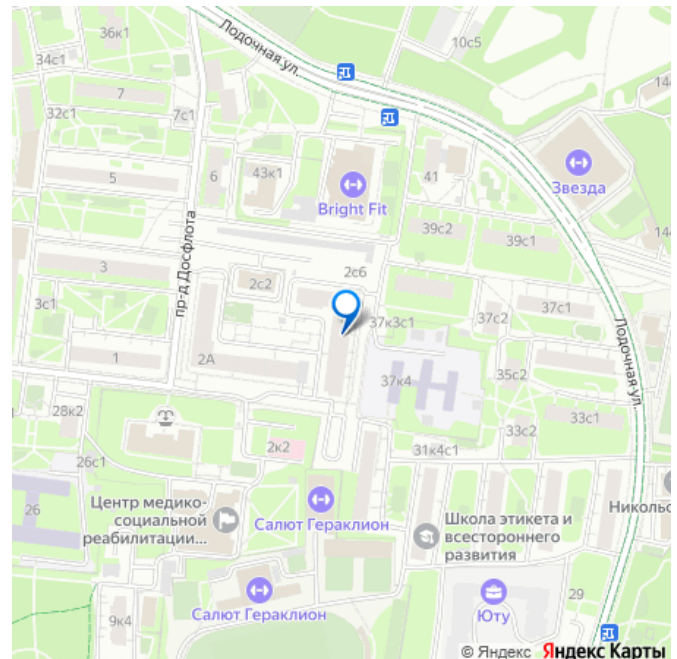 36к1
Лодочная ул.
10с5
34с1
7
14
32с1
7с1
5
6
43к1
Bright Fit
41
Звезда
39с2
39с1
14
пр-д Досфлота
3
2с2
2с6
3с1
37к3с1
37с2
37с1
Лодочная ул.
1
2А
37к4
35с2
28к2
33с2
33с1
26с1
2к2
31к4с1
26
Центр медико-
социальной
реабилитации...
Салют Гераклион
Школа этикета и
всестороннего
развития
Никольс
Салют Гераклион
Юту
29
9к4
© Яндекс Яндекс Карты